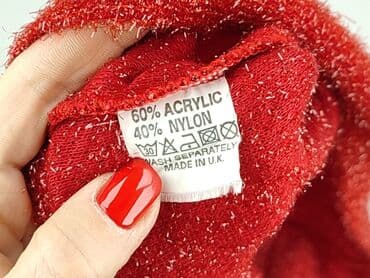 60% ACRYLIC
40% NYLON
WASH SEPARATELY
MADE IN U.K.